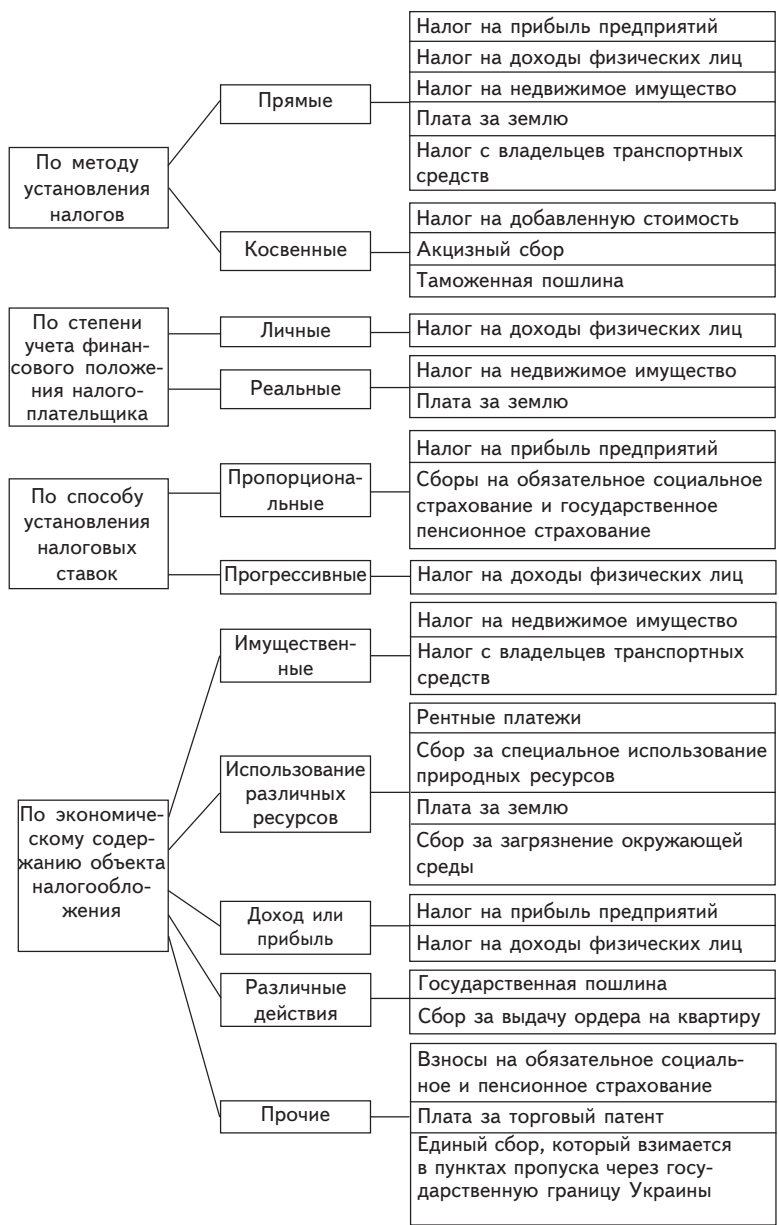 Налог на прибыль предприятий
Налог на доходы физических лиц
Прямые
Налог на недвижимое имущество
Плата за землю
По методу
установления
налогов
Налог с владельцев транспортных
средств
Налог на добавленную стоимость
Косвенные
Акцизный сбор
Таможенная пошлина
По степени
учета финан-
сового положе-
ния налого-
плательщика
Личные
Налог на доходы физических лиц
Реальные
Налог на недвижимое имущество
Плата за землю
По способу
установления
налоговых
ставок
Пропорциона-
льные
Налог на прибыль предприятий
Сборы на обязательное социальное
страхование и государственное
пенсионное страхование
Прогрессивные
Налог на доходы физических лиц
По экономиче-
скому содер-
жанию объекта
налогообло-
жения
Имуществен-
ные
Налог на недвижимое имущество
Налог с владельцев транспортных
средств
Использование
различных
ресурсов
Рентные платежи
Сбор за специальное использование
природных ресурсов
Плата за землю
Сбор за загрязнение окружающей
среды
Доход или
прибыль
Налог на прибыль предприятий
Налог на доходы физических лиц
Различные
действия
Государственная пошлина
Сбор за выдачу ордера на квартиру
Прочие
Взносы на обязательное социаль-
ное и пенсионное страхование
Плата за торговый патент
Единый сбор, который взимается
в пунктах пропуска через госу-
дарственную границу Украины